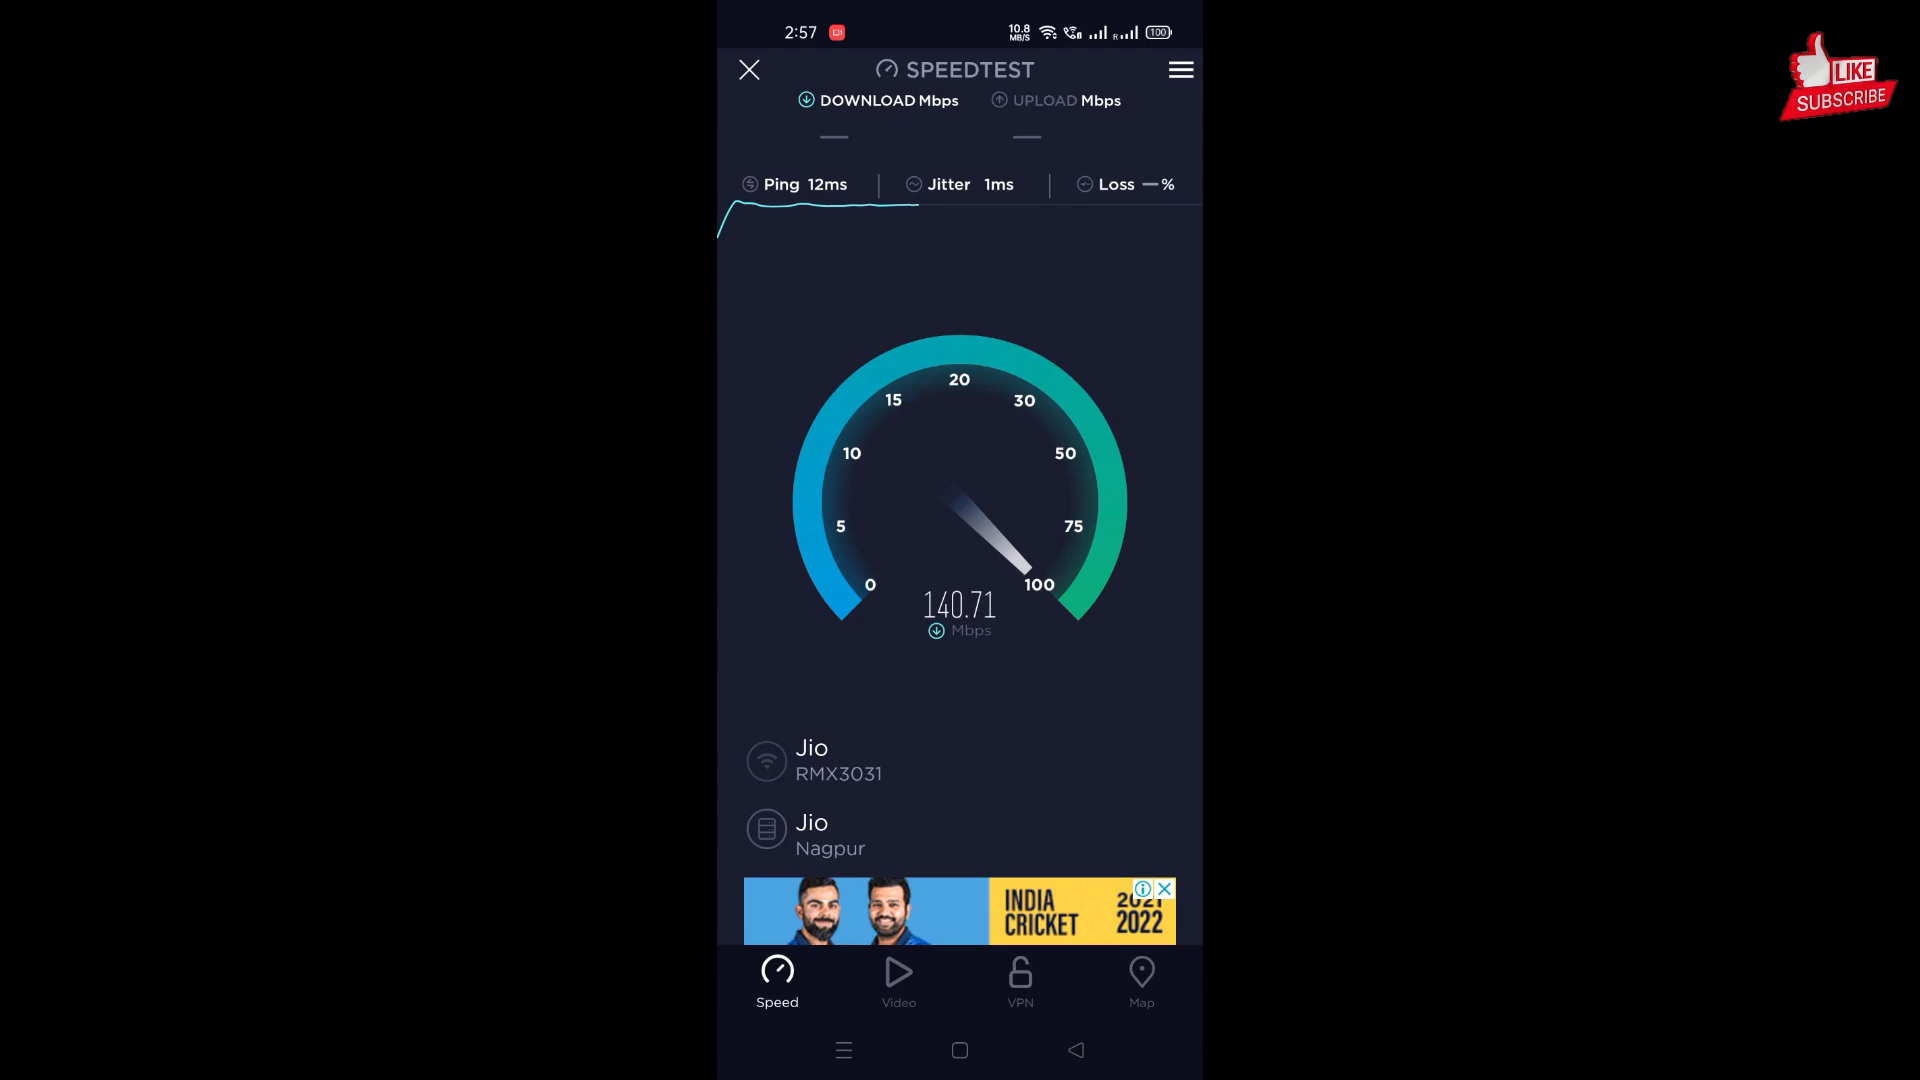 2:57
10.8
MB/S
R
100
LIKE
SUBSCRIBE
SPEEDTEST
DOWNLOAD Mbps
UPLOAD Mbps
Ping 12ms
Jitter 1ms
Loss — %
20
15
30
10
50
5
75
0
100
140.71
Mbps
Jio
RMX3031
Jio
Nagpur
INDIA
CRICKET
2021
2022
Speed
Video
VPN
Map